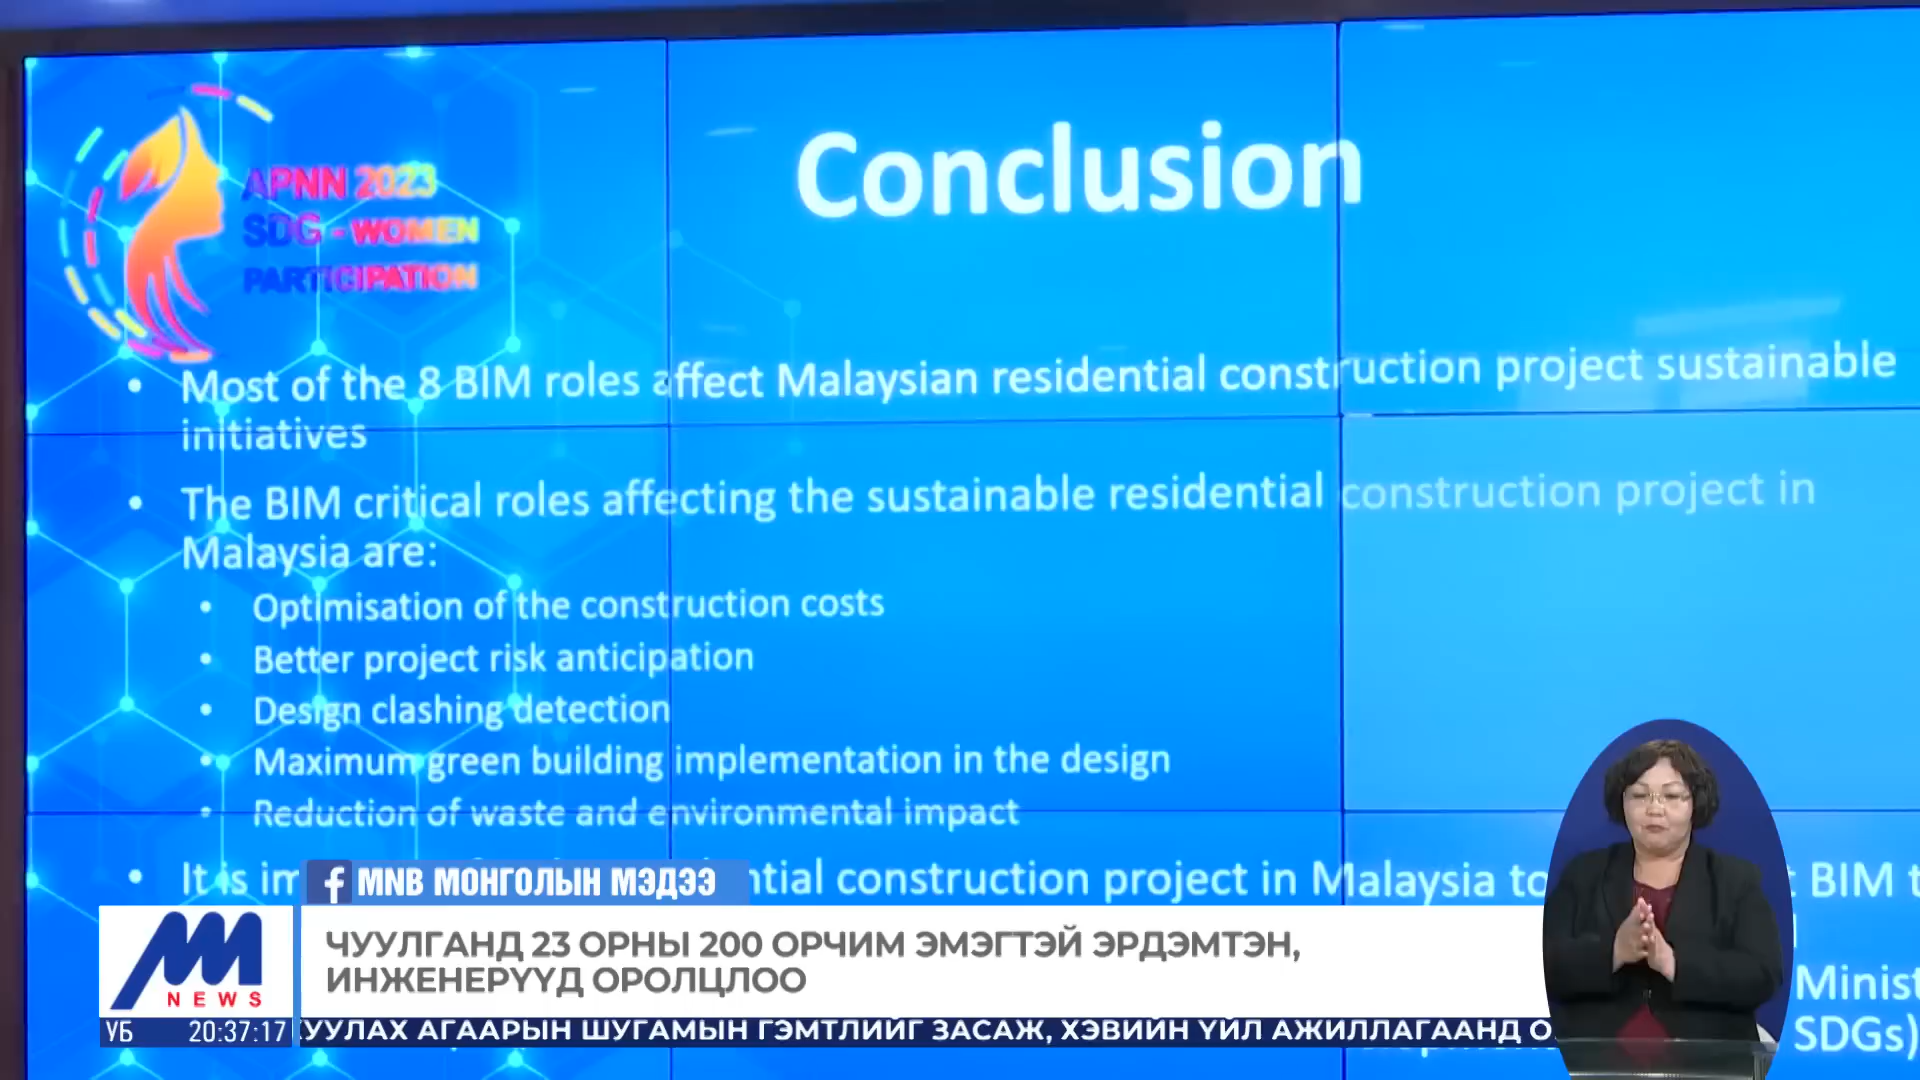 APNN 2023
SDG - WOMEN
PARTICIPATION
Conclusion
• Most of the 8 BIM roles affect Malaysian residential construction project sustainable
initiatives
• The BIM critical roles affecting the sustainable residential construction project in
Malaysia are:
• Optimisation of the construction costs
• Better project risk anticipation
• Design clashing detection
• Maximum green building implementation in the design
• Reduction of waste and environmental impact
• It is construction project in Malaysia BIM
Minist
SDGs)
MNB МОНГОЛЫН МЭДЭЭ
ЧУУЛГАНД 23 ОРНЫ 200 ОРЧИМ ЭМЭГТЭЙ ЭРДЭМТЭН,
ИНЖЕНЕРҮҮД ОРОЛЦЛОО
NEWS
УБ 20:37:17
УУЛАХ АГААРЫН ШУГАМЫН ГЭМТЛИЙГ ЗАСАЖ, ХЭВИЙН ҮЙЛ АЖИЛЛАГААНД О